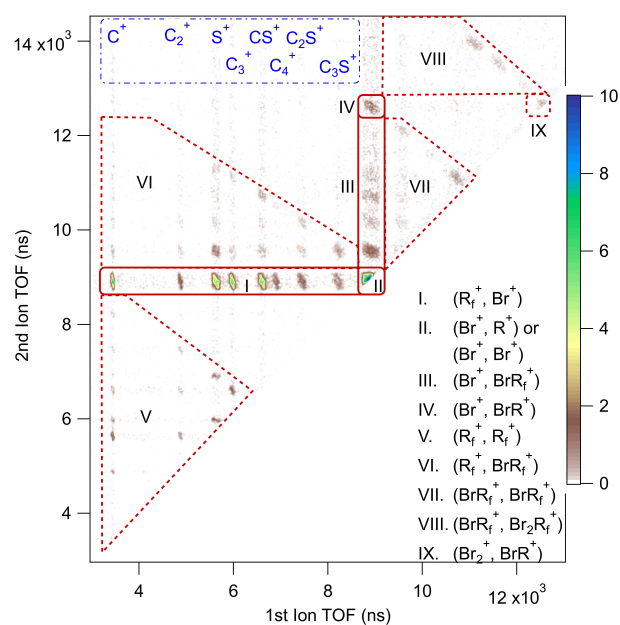 14 x10³
C⁺ C₂⁺ S⁺ CS⁺ C₂S⁺
C₃⁺ C₄⁺ C₃S⁺
VIII
IV
IX
12
10
VI
III
VII
10
8
6
4
2
0
I
II
8
V
6
4
2nd Ion TOF (ns)
I. (R_f⁺, Br⁺)
II. (Br⁺, R⁺) or
(Br⁺, Br⁺)
III. (Br⁺, BrR_f⁺)
IV. (Br⁺, BrR⁺)
V. (R_f⁺, R_f⁺)
VI. (R_f⁺, BrR_f⁺)
VII. (BrR_f⁺, BrR_f⁺)
VIII. (BrR_f⁺, Br₂R_f⁺)
IX. (Br₂⁺, BrR⁺)
4 6 8 10 12 x10³
1st Ion TOF (ns)